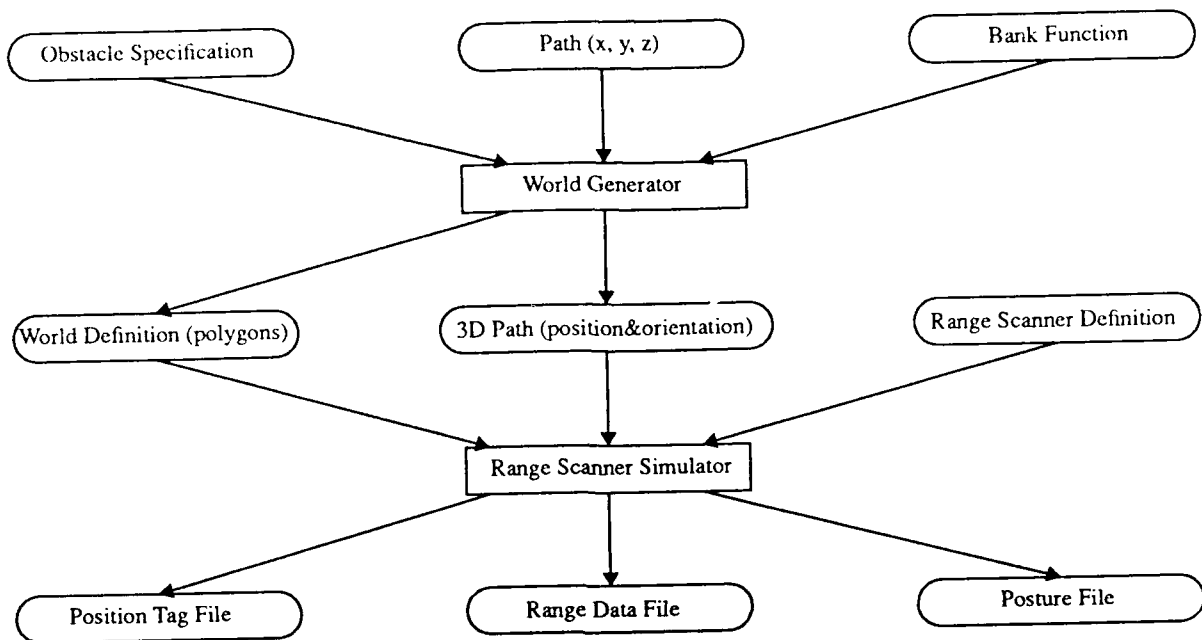 Obstacle Specification
Path (x, y, z)
Bank Function
World Generator
World Definition (polygons)
3D Path (position&orientation)
Range Scanner Definition
Range Scanner Simulator
Position Tag File
Range Data File
Posture File